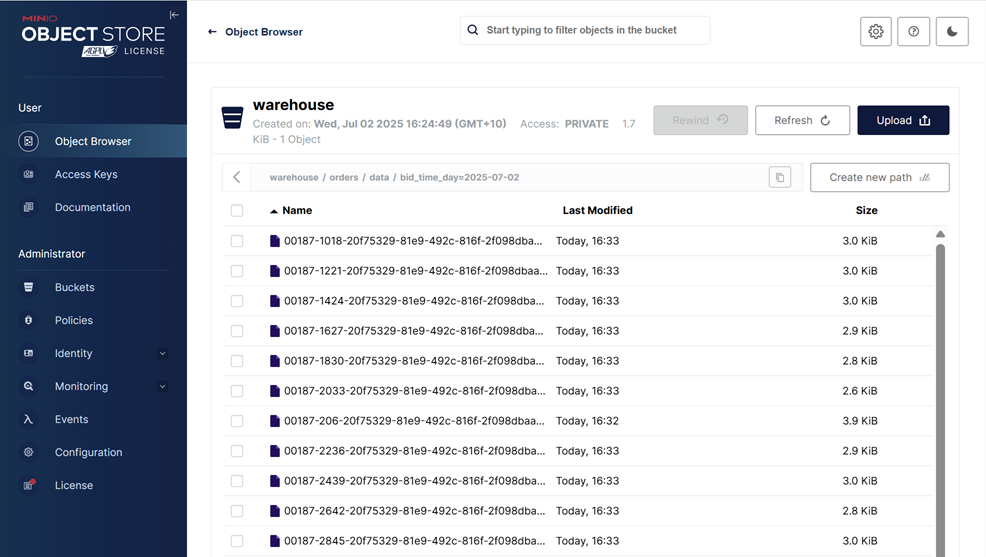 MINIO
OBJECT STORE
AGPLv3 LICENSE
User
Object Browser
Access Keys
Documentation
Administrator
Buckets
Policies
Identity
Monitoring
Events
Configuration
License
← Object Browser
Start typing to filter objects in the bucket
warehouse
Created on: Wed, Jul 02 2025 16:24:49 (GMT+10) Access: PRIVATE 1.7
KiB - 1 Object
Rewind
Refresh
Upload
warehouse / orders / data / bid_time_day=2025-07-02
Create new path
Name Last Modified Size
00187-1018-20f75329-81e9-492c-816f-2f098dba... Today, 16:33 3.0 KiB
00187-1221-20f75329-81e9-492c-816f-2f098dbaa... Today, 16:33 3.0 KiB
00187-1424-20f75329-81e9-492c-816f-2f098dba... Today, 16:33 3.0 KiB
00187-1627-20f75329-81e9-492c-816f-2f098dba... Today, 16:33 2.9 KiB
00187-1830-20f75329-81e9-492c-816f-2f098dba... Today, 16:33 2.8 KiB
00187-2033-20f75329-81e9-492c-816f-2f098dba... Today, 16:33 2.6 KiB
00187-206-20f75329-81e9-492c-816f-2f098dbaa... Today, 16:32 3.9 KiB
00187-2236-20f75329-81e9-492c-816f-2f098dba... Today, 16:33 2.9 KiB
00187-2439-20f75329-81e9-492c-816f-2f098dba... Today, 16:33 3.0 KiB
00187-2642-20f75329-81e9-492c-816f-2f098dba... Today, 16:33 2.8 KiB
00187-2845-20f75329-81e9-492c-816f-2f098dba... Today, 16:33 3.0 KiB